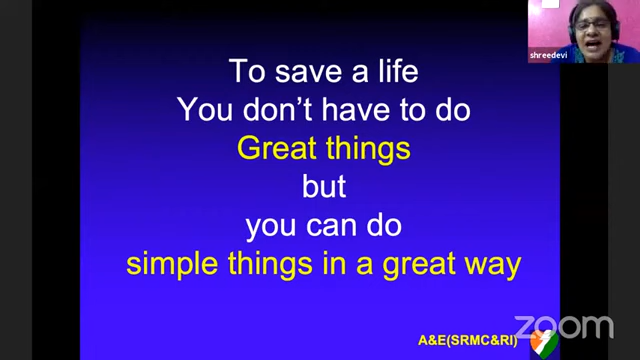 To save a life
You don't have to do
Great things
but
you can do
simple things in a great way
A&E(SRMC&RI)
shreedevi
zoom